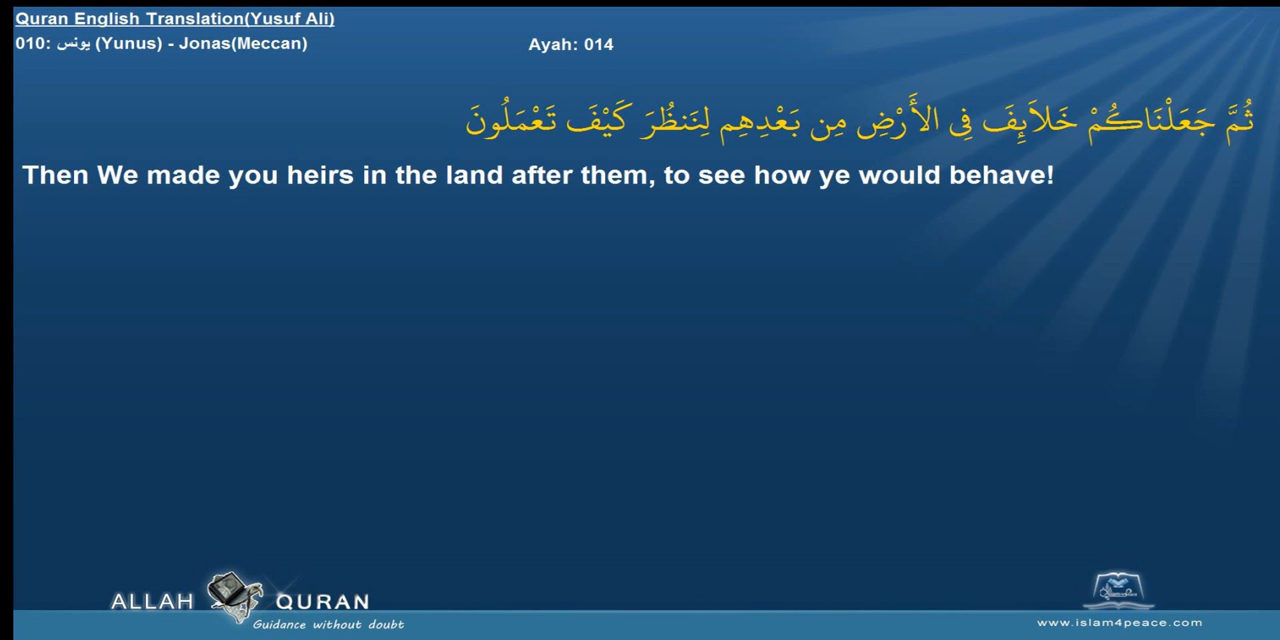 Quran English Translation(Yusuf Ali)
010: يونس (Yunus) - Jonas(Meccan)
Ayah: 014
ثُمَّ جَعَلْنَاكُمْ خَلاَئِفَ فِي الأَرْضِ مِن بَعْدِهِم لِنَنظُرَ كَيْفَ تَعْمَلُونَ
Then We made you heirs in the land after them, to see how ye would behave!
ALLAH QURAN
Guidance without doubt
www.islam4peace.com